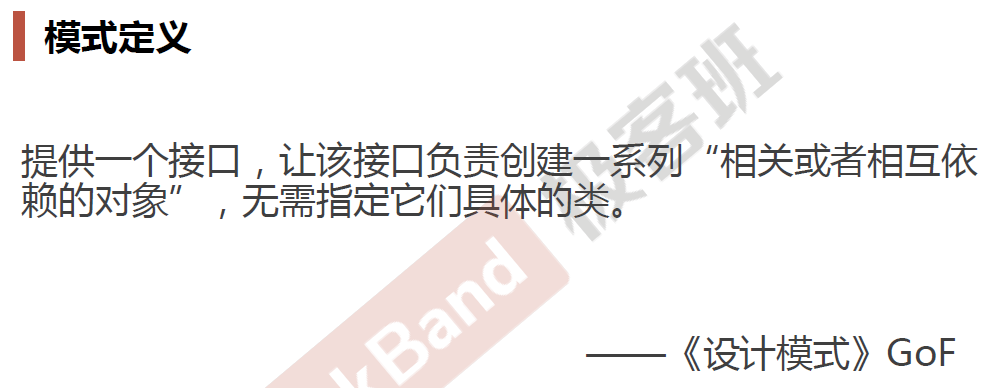 模式定义
提供一个接口，让该接口负责创建一系列“相关或者相互依
赖的对象”，无需指定它们具体的类。
——《设计模式》GoF
极客班
k Band